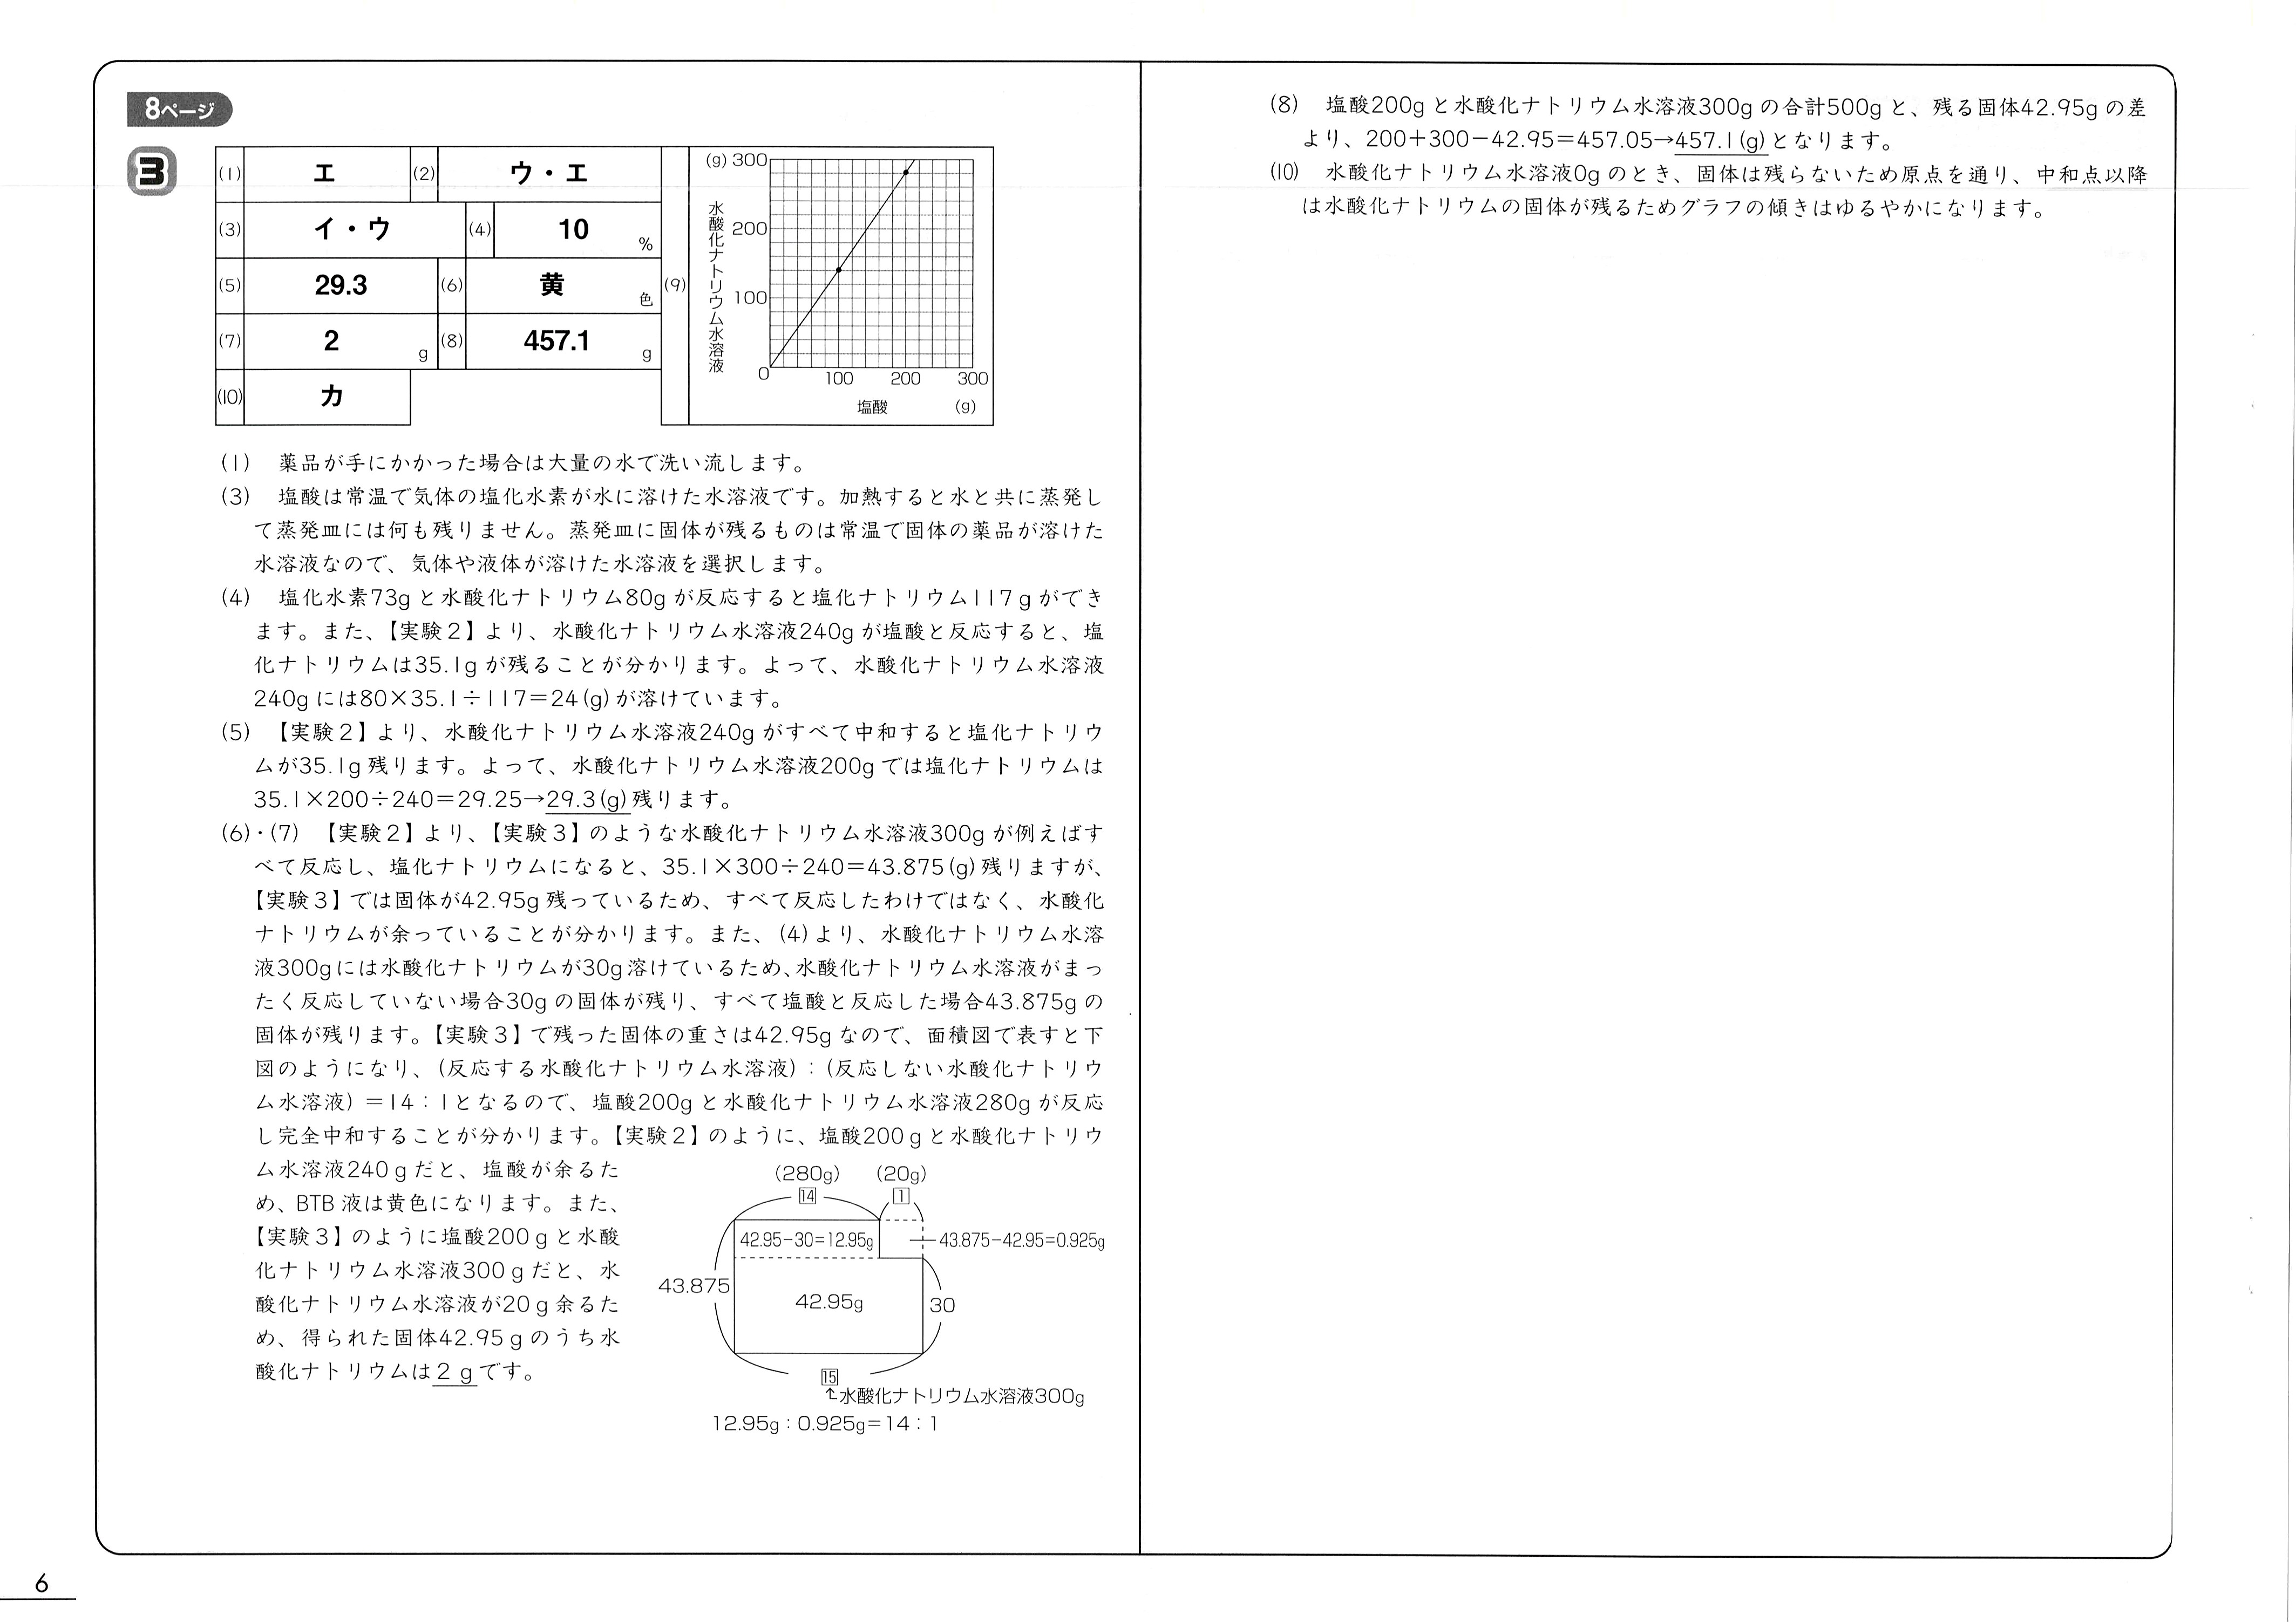 8ページ
3
(1) エ (2) ウ・エ
(3) イ・ウ (4) 10 %
(5) 29.3 (6) 黄 色
(7) 2 g (8) 457.1 g
(10) カ
(9)
(g) 300
200
100
0
100 200 300
水酸化ナトリウム水溶液
塩酸 (g)
(1) 薬品が手にかかった場合は大量の水で洗い流します。
(3) 塩酸は常温で気体の塩化水素が水に溶けた水溶液です。加熱すると水と共に蒸発し
て蒸発皿には何も残りません。蒸発皿に固体が残るものは常温で固体の薬品が溶けた
水溶液なので、気体や液体が溶けた水溶液を選択します。
(4) 塩化水素73gと水酸化ナトリウム80gが反応すると塩化ナトリウム117gができ
ます。また、【実験2】より、水酸化ナトリウム水溶液240gが塩酸と反応すると、塩
化ナトリウムは35.1gが残ることが分かります。よって、水酸化ナトリウム水溶液
240gには80×35.1÷117=24(g)が溶けています。
(5) 【実験2】より、水酸化ナトリウム水溶液240gがすべて中和すると塩化ナトリウ
ムが35.1g残ります。よって、水酸化ナトリウム水溶液200gでは塩化ナトリウムは
35.1×200÷240=29.25→29.3(g)残ります。
(6)・(7) 【実験2】より、【実験3】のような水酸化ナトリウム水溶液300gが例えばす
べて反応し、塩化ナトリウムになると、35.1×300÷240=43.875(g)残りますが、
【実験3】では固体が42.95g残っているため、すべて反応したわけではなく、水酸化
ナトリウムが余っていることが分かります。また、(4)より、水酸化ナトリウム水溶
液300gには水酸化ナトリウムが30g溶けているため、水酸化ナトリウム水溶液がまっ
たく反応していない場合30gの固体が残り、すべて塩酸と反応した場合43.875gの
固体が残ります。【実験3】で残った固体の重さは42.95gなので、面積図で表すと下
図のようになり、(反応する水酸化ナトリウム水溶液):(反応しない水酸化ナトリウ
ム水溶液)=14:1となるので、塩酸200gと水酸化ナトリウム水溶液280gが反応
し完全中和することが分かります。【実験2】のように、塩酸200gと水酸化ナトリウ
ム水溶液240gだと、塩酸が余るた
め、BTB液は黄色になります。また、
【実験3】のように塩酸200gと水酸
化ナトリウム水溶液300gだと、水
酸化ナトリウム水溶液が20g余るた
め、得られた固体42.95gのうち水
酸化ナトリウムは2gです。
(280g) (20g)
14 1
42.95−30=12.95g
43.875−42.95=0.925g
43.875
42.95g
30
15
水酸化ナトリウム水溶液300g
12.95g:0.925g=14:1
(8) 塩酸200gと水酸化ナトリウム水溶液300gの合計500gと、残る固体42.95gの差
より、200+300−42.95=457.05→457.1(g)となります。
(10) 水酸化ナトリウム水溶液0gのとき、固体は残らないため原点を通り、中和点以降
は水酸化ナトリウムの固体が残るためグラフの傾きはゆるやかになります。
6